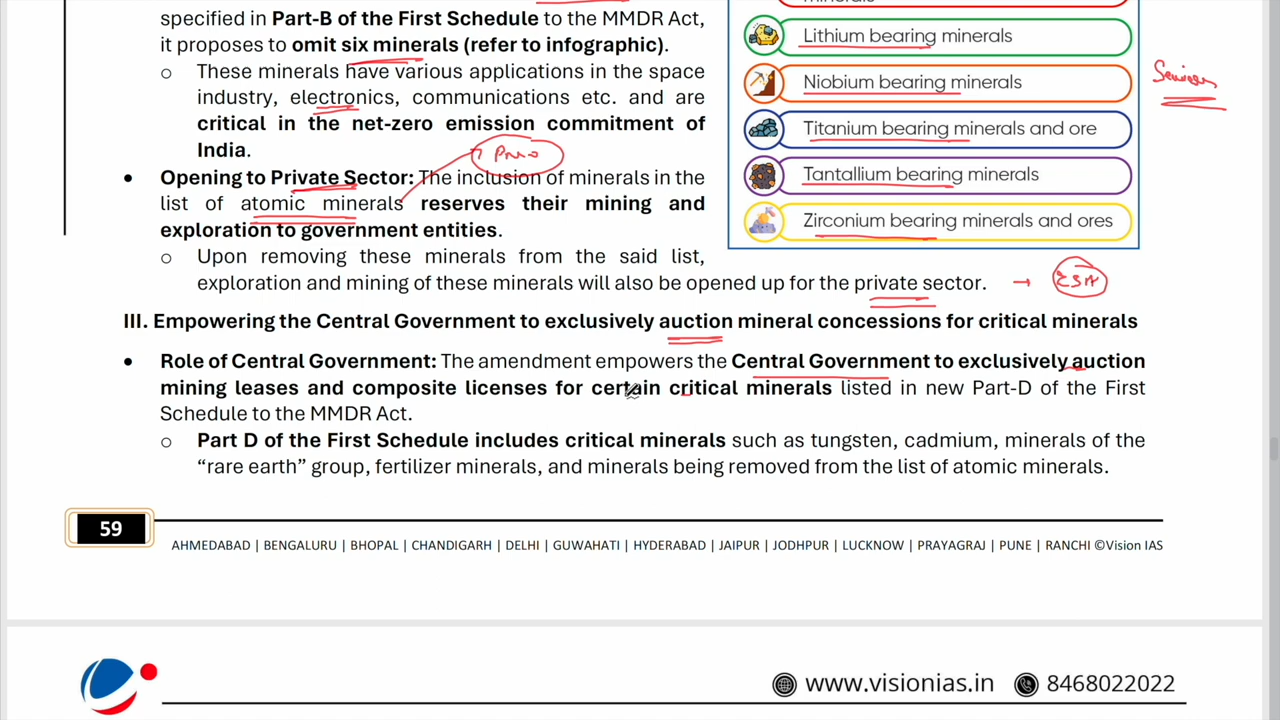 minerals
specified in Part-B of the First Schedule to the MMDR Act,
it proposes to omit six minerals (refer to infographic).
o These minerals have various applications in the space
industry, electronics, communications etc. and are
critical in the net-zero emission commitment of
India.
• Opening to Private Sector: The inclusion of minerals in the
list of atomic minerals reserves their mining and
exploration to government entities.
o Upon removing these minerals from the said list,
exploration and mining of these minerals will also be opened up for the private sector.
Lithium bearing minerals
Niobium bearing minerals
Titanium bearing minerals and ore
Tantallium bearing minerals
Zirconium bearing minerals and ores
III. Empowering the Central Government to exclusively auction mineral concessions for critical minerals
• Role of Central Government: The amendment empowers the Central Government to exclusively auction
mining leases and composite licenses for certain critical minerals listed in new Part-D of the First
Schedule to the MMDR Act.
o Part D of the First Schedule includes critical minerals such as tungsten, cadmium, minerals of the
“rare earth” group, fertilizer minerals, and minerals being removed from the list of atomic minerals.
59
AHMEDABAD | BENGALURU | BHOPAL | CHANDIGARH | DELHI | GUWAHATI | HYDERABAD | JAIPUR | JODHPUR | LUCKNOW | PRAYAGRAJ | PUNE | RANCHI ©Vision IAS
www.visionias.in 8468022022